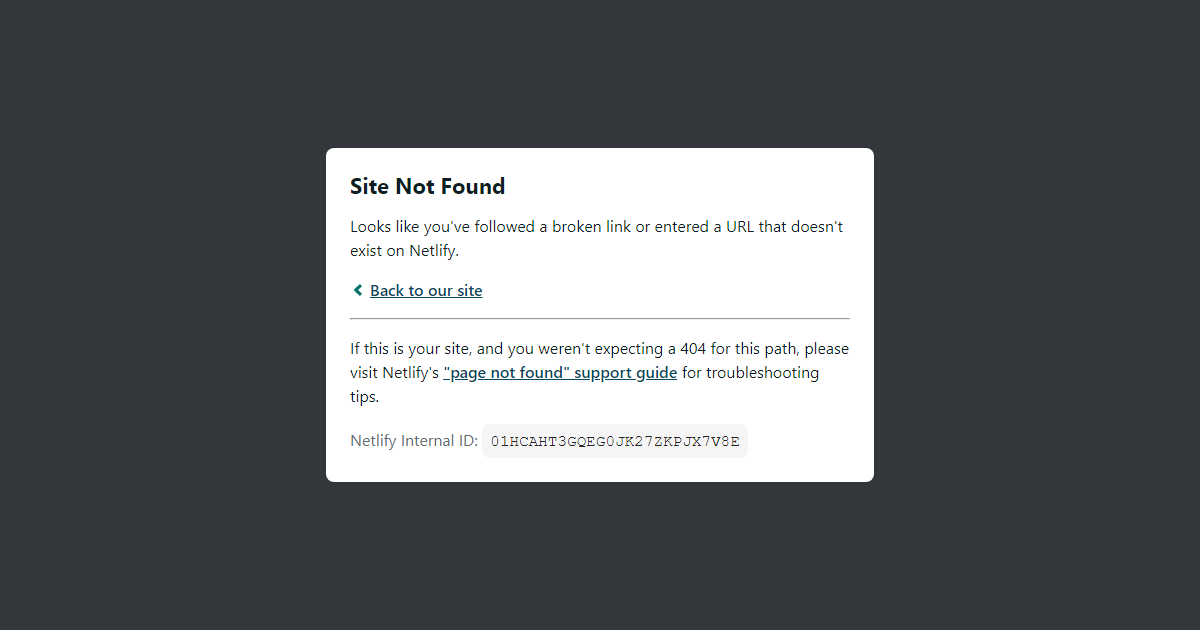 Site Not Found
Looks like you've followed a broken link or entered a URL that doesn't
exist on Netlify.
Back to our site
If this is your site, and you weren't expecting a 404 for this path, please
visit Netlify's "page not found" support guide for troubleshooting
tips.
Netlify Internal ID: 01HCAHT3GQEG0JK27ZKPJX7V8E